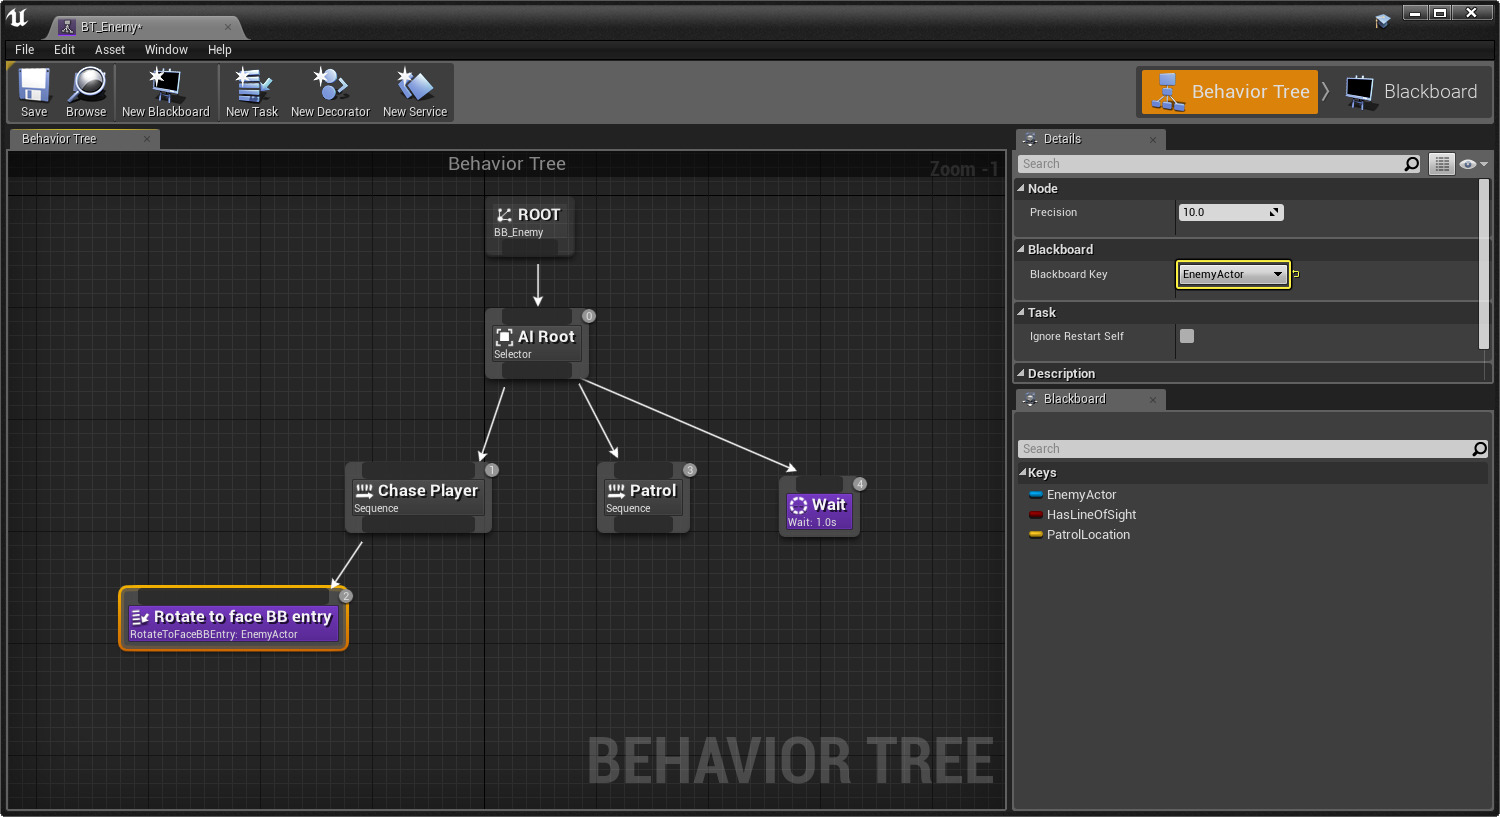 BT_Enemy*
File Edit Asset Window Help
Save Browse New Blackboard New Task New Decorator New Service
Behavior Tree Blackboard
Behavior Tree
Behavior Tree
Zoom -1
ROOT
BB_Enemy
0
AI Root
Selector
1
Chase Player
Sequence
3
Patrol
Sequence
4
Wait
Wait: 1.0s
2
Rotate to face BB entry
RotateToFaceBBEntry: EnemyActor
BEHAVIOR TREE
Details
Search
Node
Precision 10.0
Blackboard
Blackboard Key EnemyActor
Task
Ignore Restart Self
Description
Blackboard
Search
Keys
EnemyActor
HasLineOfSight
PatrolLocation